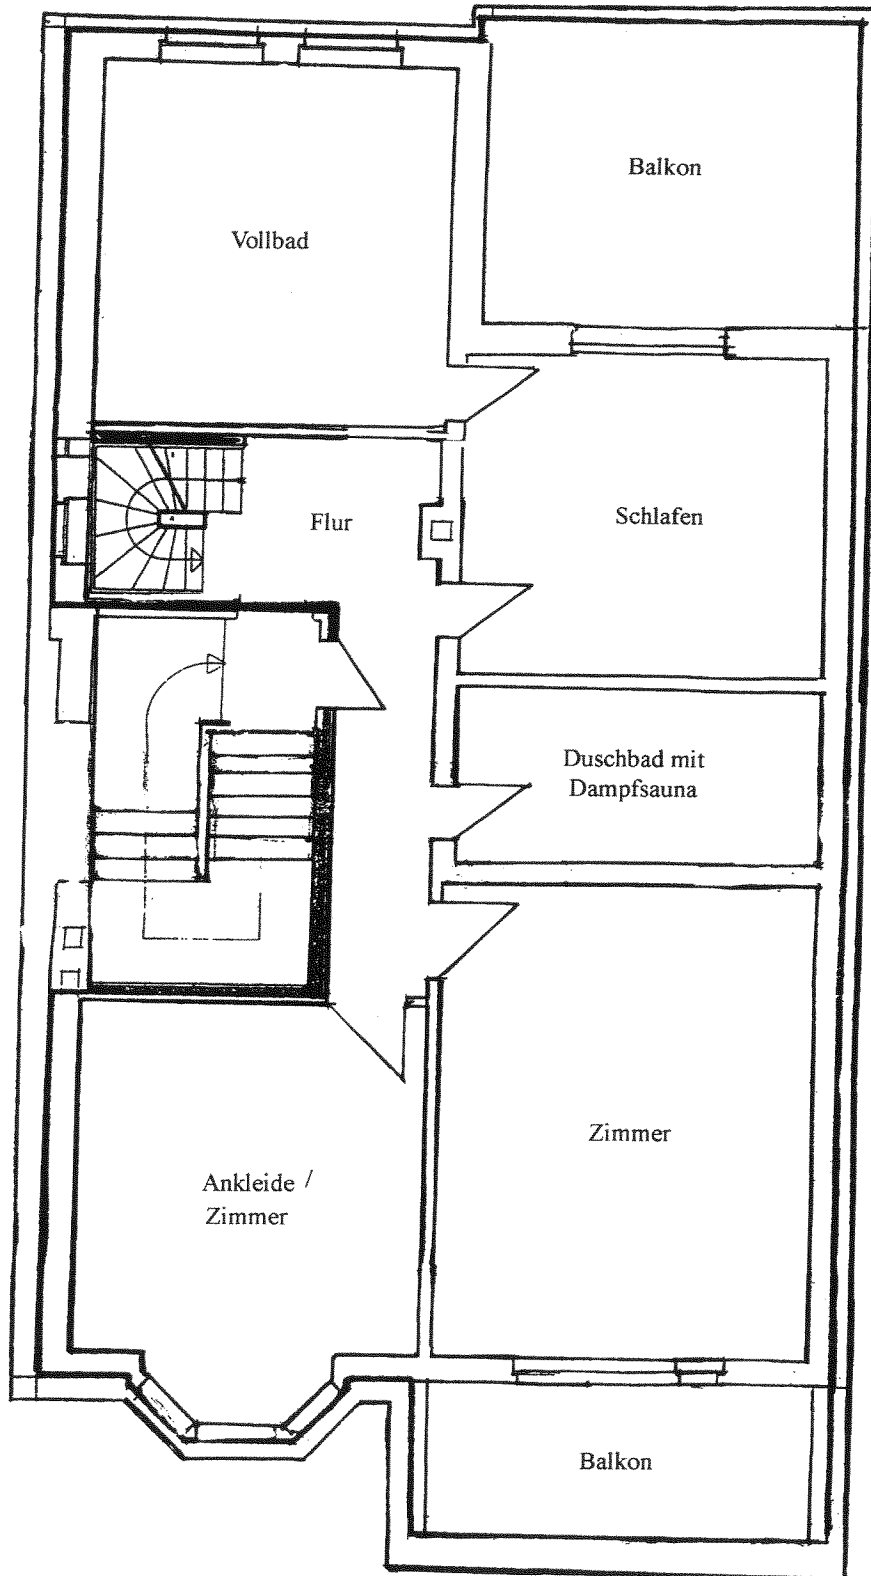 Balkon
Vollbad
Flur
Schlafen
Duschbad mit
Dampfsauna
Zimmer
Ankleide /
Zimmer
Balkon